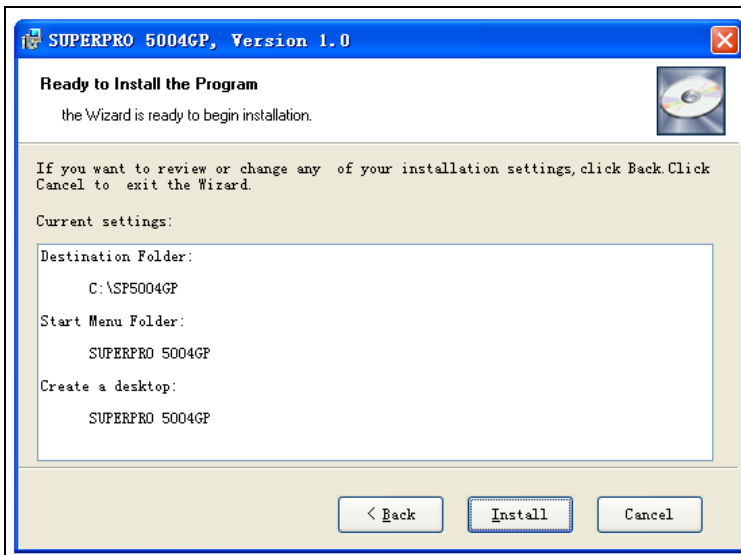 SUPERPRO 5004GP, Version 1.0
Ready to Install the Program
the Wizard is ready to begin installation.
If you want to review or change any  of your installation settings, click Back. Click
Cancel to  exit the Wizard.
Current settings:
Destination Folder:
C:\SP5004GP
Start Menu Folder:
SUPERPRO 5004GP
Create a desktop:
SUPERPRO 5004GP
< Back
Install
Cancel